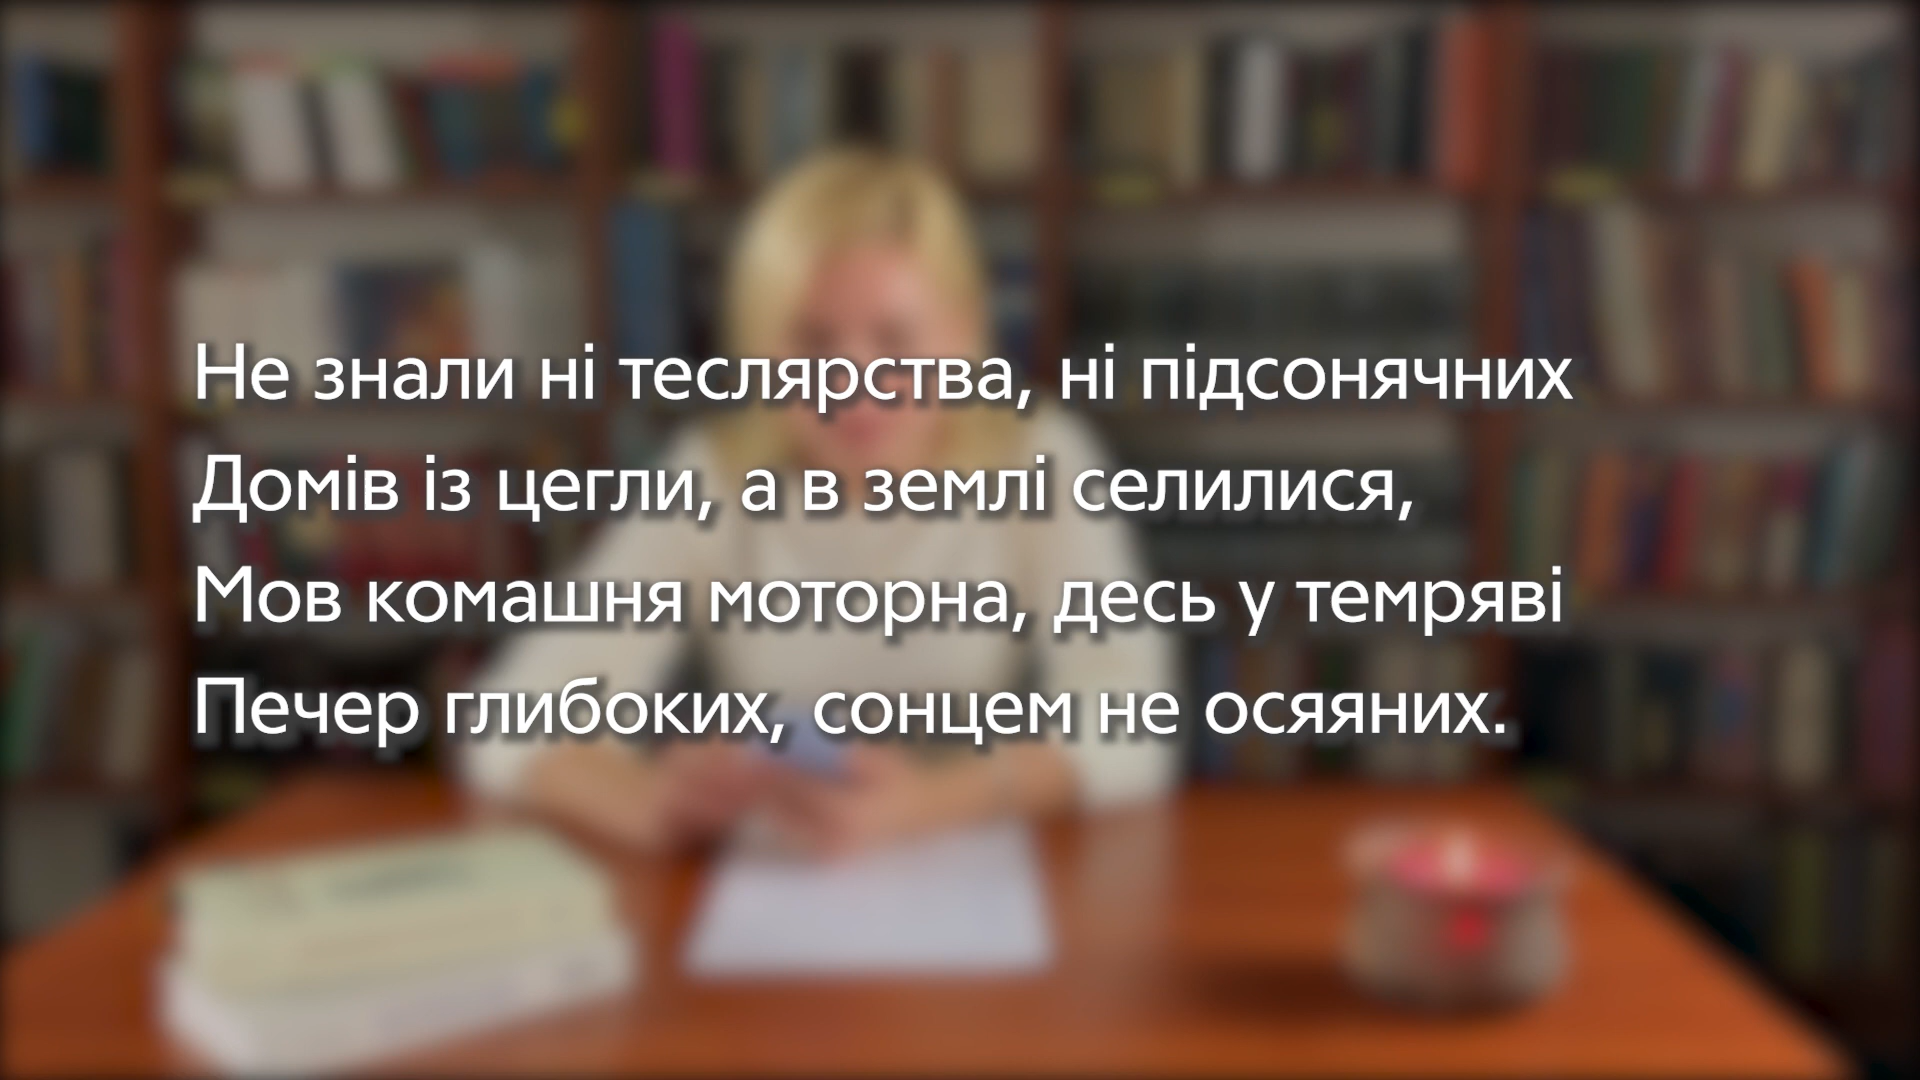 Не знали ні теслярства, ні підсонячних
Домів із цегли, а в землі селилися,
Мов комашня моторна, десь у темряві
Печер глибоких, сонцем не осяяних.